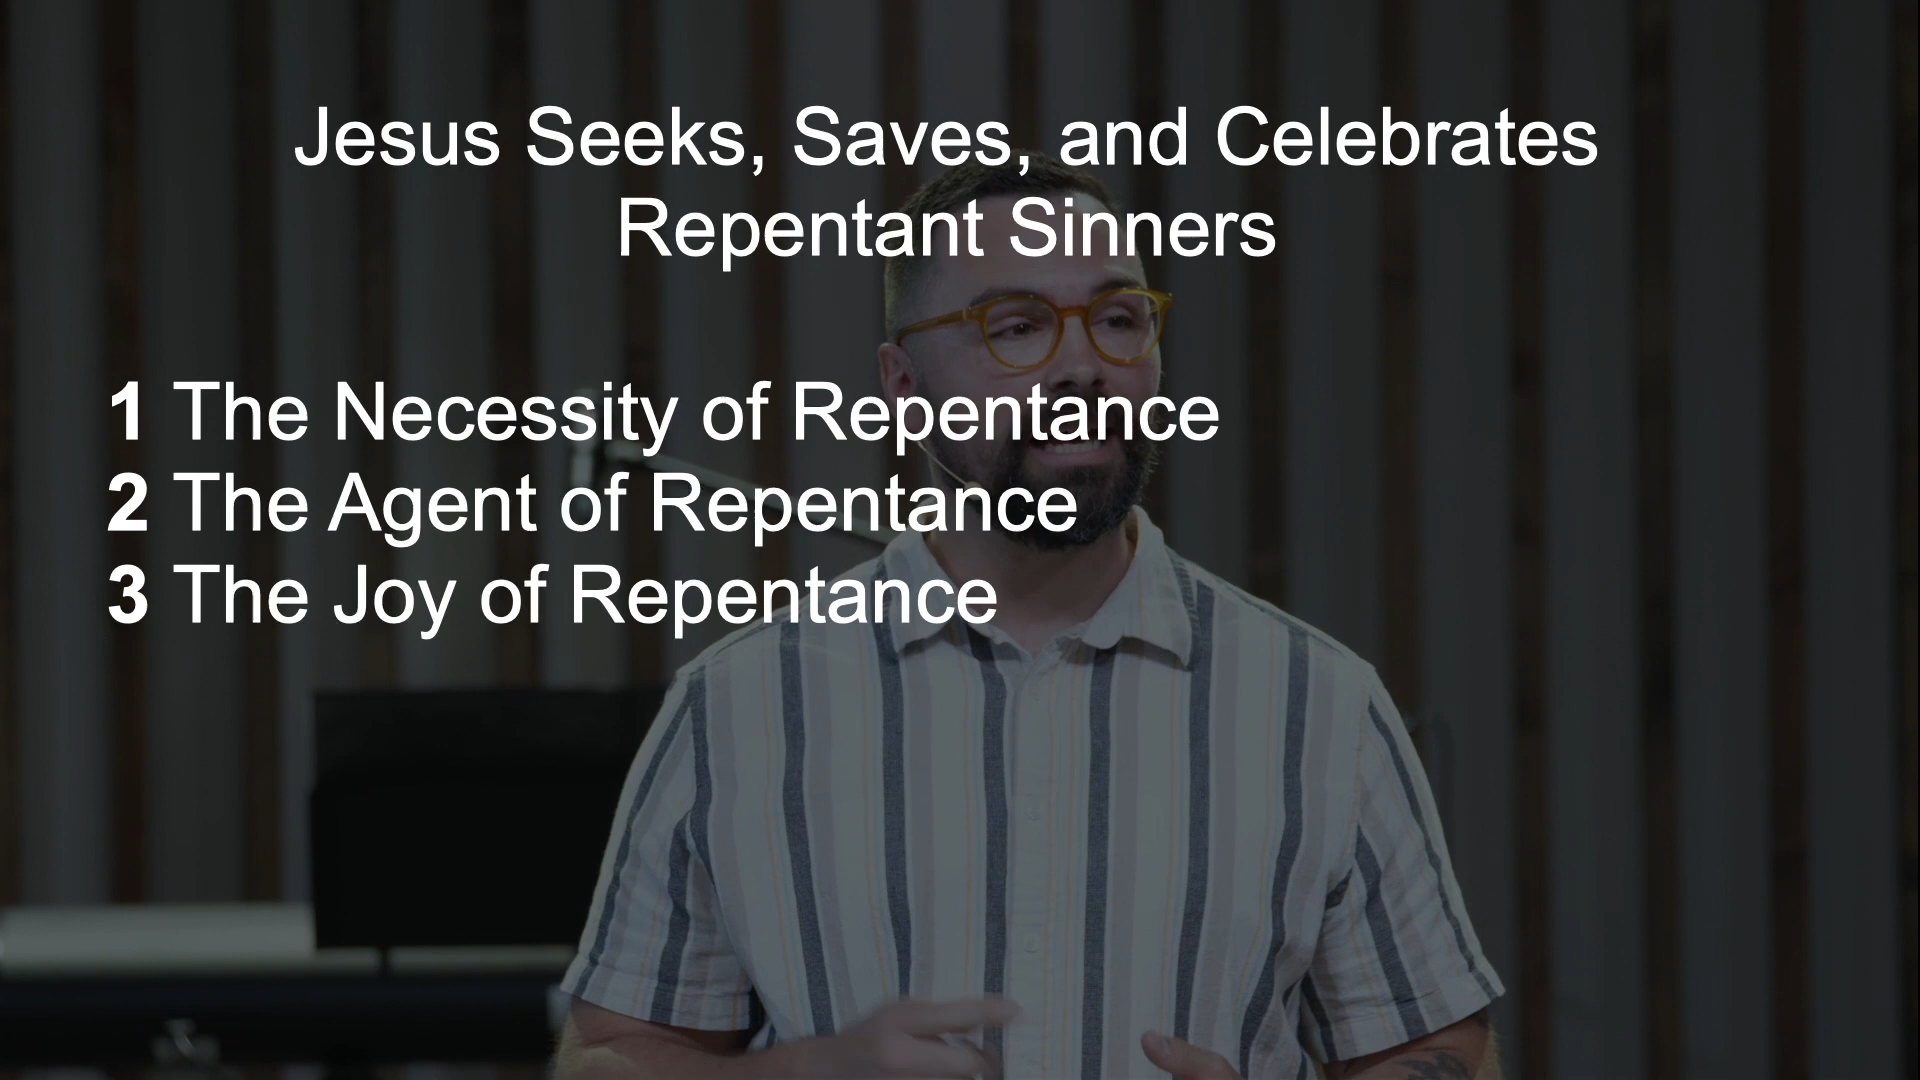 Jesus Seeks, Saves, and Celebrates
Repentant Sinners
1 The Necessity of Repentance
2 The Agent of Repentance
3 The Joy of Repentance